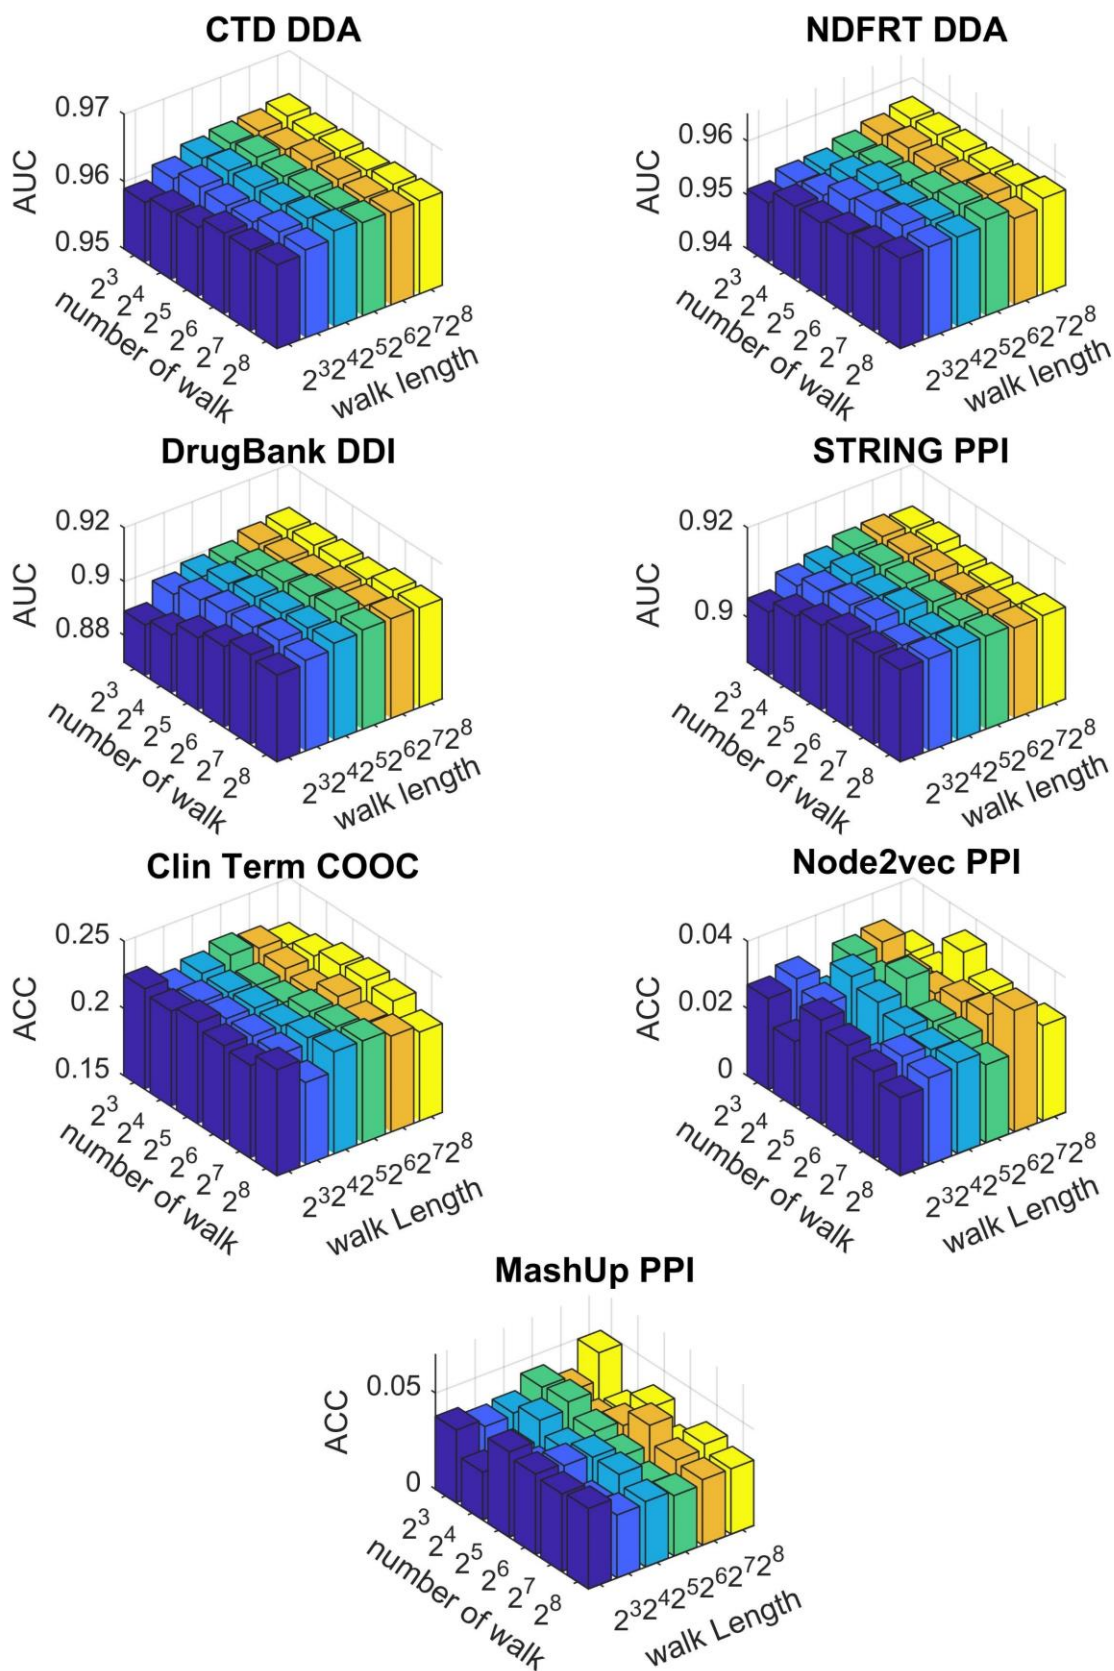 CTD DDA
0.97
0.96
0.95
AUC
2^3 2^4 2^5 2^6 2^7 2^8
number of walk
2^3 2^4 2^5 2^6 2^7 2^8
walk length
NDFRT DDA
0.96
0.95
0.94
AUC
2^3 2^4 2^5 2^6 2^7 2^8
number of walk
2^3 2^4 2^5 2^6 2^7 2^8
walk length
DrugBank DDI
0.92
0.9
0.88
AUC
2^3 2^4 2^5 2^6 2^7 2^8
number of walk
2^3 2^4 2^5 2^6 2^7 2^8
walk length
STRING PPI
0.92
0.9
AUC
2^3 2^4 2^5 2^6 2^7 2^8
number of walk
2^3 2^4 2^5 2^6 2^7 2^8
walk length
Clin Term COOC
0.25
0.2
0.15
ACC
2^3 2^4 2^5 2^6 2^7 2^8
number of walk
2^3 2^4 2^5 2^6 2^7 2^8
walk Length
Node2vec PPI
0.04
0.02
0
ACC
2^3 2^4 2^5 2^6 2^7 2^8
number of walk
2^3 2^4 2^5 2^6 2^7 2^8
walk Length
MashUp PPI
0.05
0
ACC
2^3 2^4 2^5 2^6 2^7 2^8
number of walk
2^3 2^4 2^5 2^6 2^7 2^8
walk Length